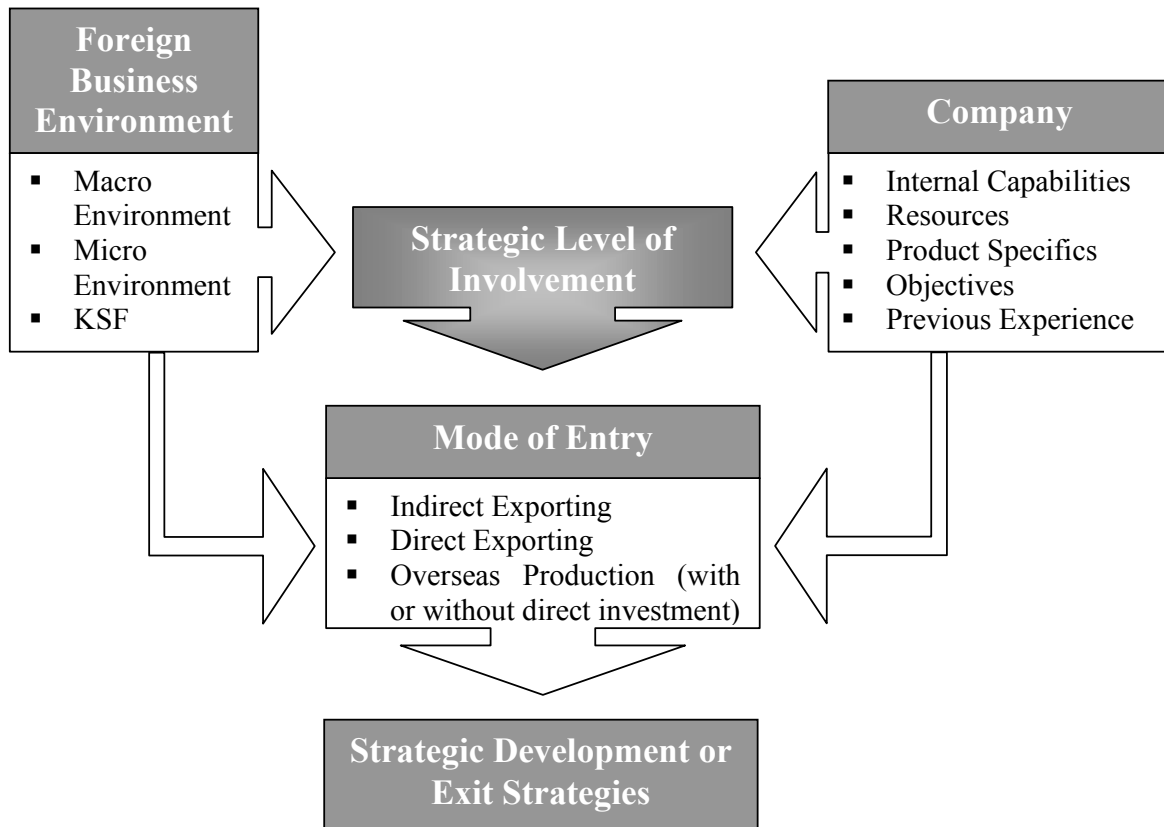 Foreign
Business
Environment
▪ Macro
Environment
▪ Micro
Environment
▪ KSF
Company
▪ Internal Capabilities
▪ Resources
▪ Product Specifics
▪ Objectives
▪ Previous Experience
Strategic Level of
Involvement
Mode of Entry
▪ Indirect Exporting
▪ Direct Exporting
▪ Overseas Production (with
or without direct investment)
Strategic Development or
Exit Strategies